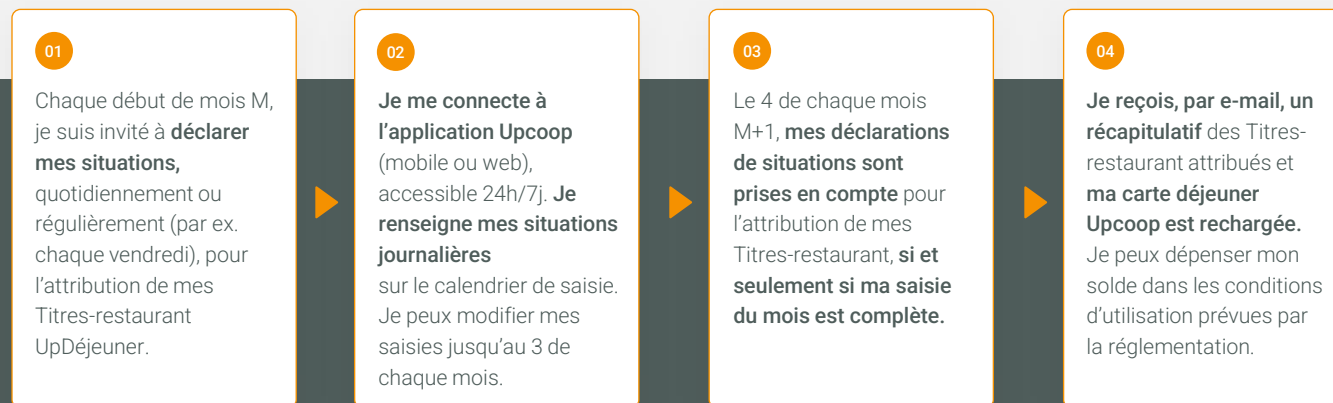 01
Chaque début de mois M,
je suis invité à déclarer
mes situations,
quotidiennement ou
régulièrement (par ex.
chaque vendredi), pour
l’attribution de mes
Titres-restaurant
UpDéjeuner.
02
Je me connecte à
l’application Upcoop
(mobile ou web),
accessible 24h/7j. Je
renseigne mes situations
journalières
sur le calendrier de saisie.
Je peux modifier mes
saisies jusqu’au 3 de
chaque mois.
03
Le 4 de chaque mois
M+1, mes déclarations
de situations sont
prises en compte pour
l’attribution de mes
Titres-restaurant, si et
seulement si ma saisie
du mois est complète.
04
Je reçois, par e-mail, un
récapitulatif des Titres-
restaurant attribués et
ma carte déjeuner
Upcoop est rechargée.
Je peux dépenser mon
solde dans les conditions
d’utilisation prévues par
la réglementation.